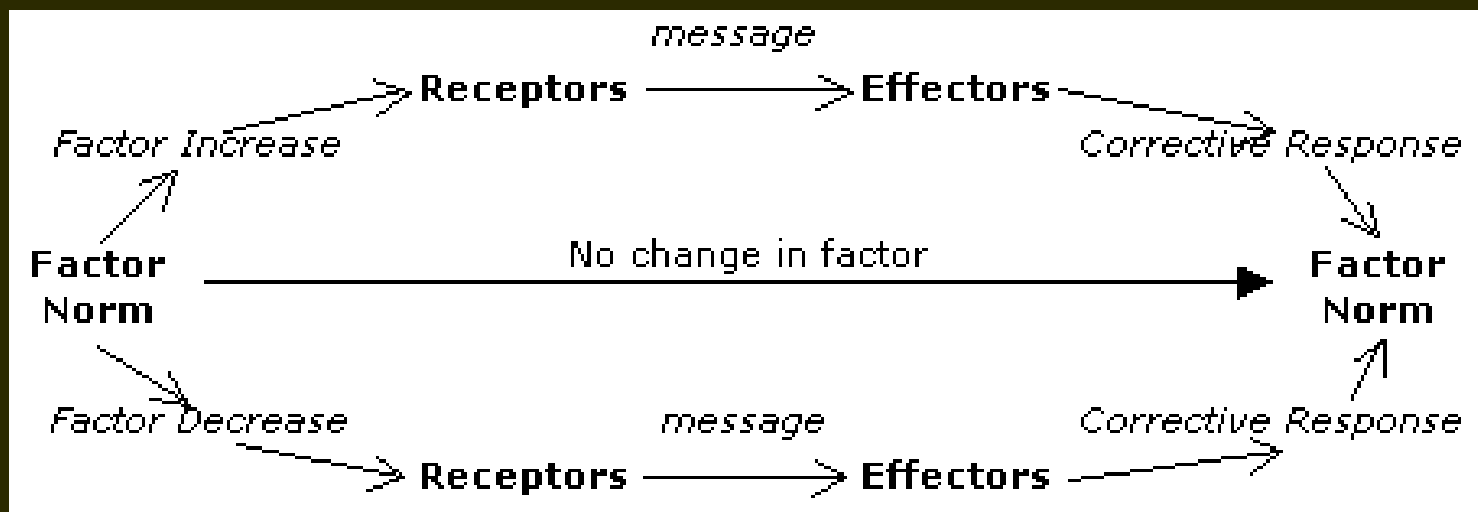 message
Receptors
Effectors
Factor Increase
Corrective Response
No change in factor
Factor
Norm
Factor
Norm
Factor Decrease
message
Corrective Response
Receptors
Effectors